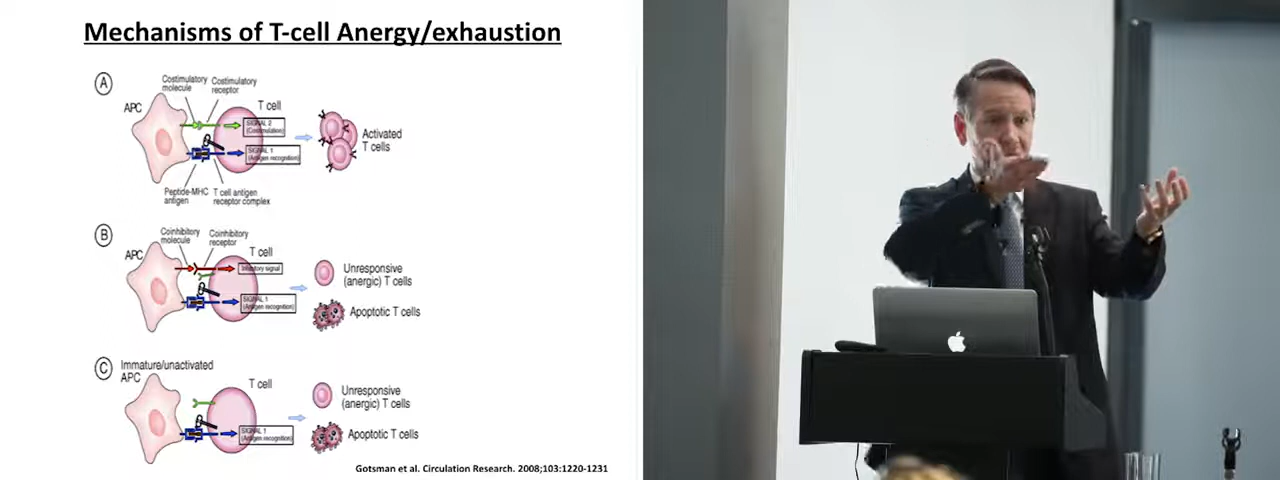 Mechanisms of T-cell Anergy/exhaustion
A
Costimulatory
molecule
Costimulatory
receptor
APC
T cell
SIGNAL 2
(Costimulation)
SIGNAL 1
(Antigen recognition)
Activated
T cells
Peptide-MHC
antigen
T cell antigen
receptor complex
B
Coinhibitory
molecule
Coinhibitory
receptor
APC
T cell
Inhibitory signal
SIGNAL 1
(Antigen recognition)
Unresponsive
(anergic) T cells
Apoptotic T cells
C
Immature/unactivated
APC
T cell
SIGNAL 1
(Antigen recognition)
Unresponsive
(anergic) T cells
Apoptotic T cells
Gotsman et al. Circulation Research. 2008;103:1220-1231